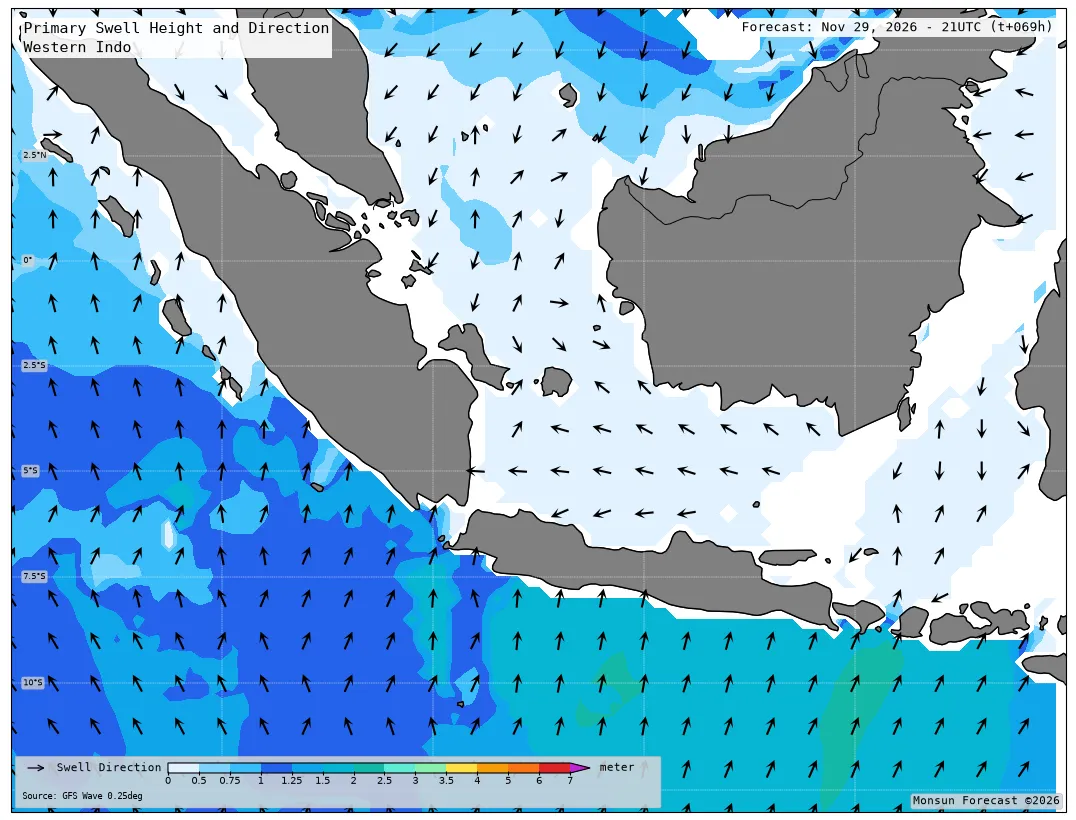 Primary Swell Height and Direction
Western Indo
Forecast: Nov 29, 2026 - 21UTC (t+069h)
2.5°N
0°
2.5°S
5°S
7.5°S
10°S
Swell Direction
0 0.5 0.75 1 1.25 1.5 2 2.5 3 3.5 4 5 6 7
meter
Source: GFS Wave 0.25deg
Monsun Forecast ©2026